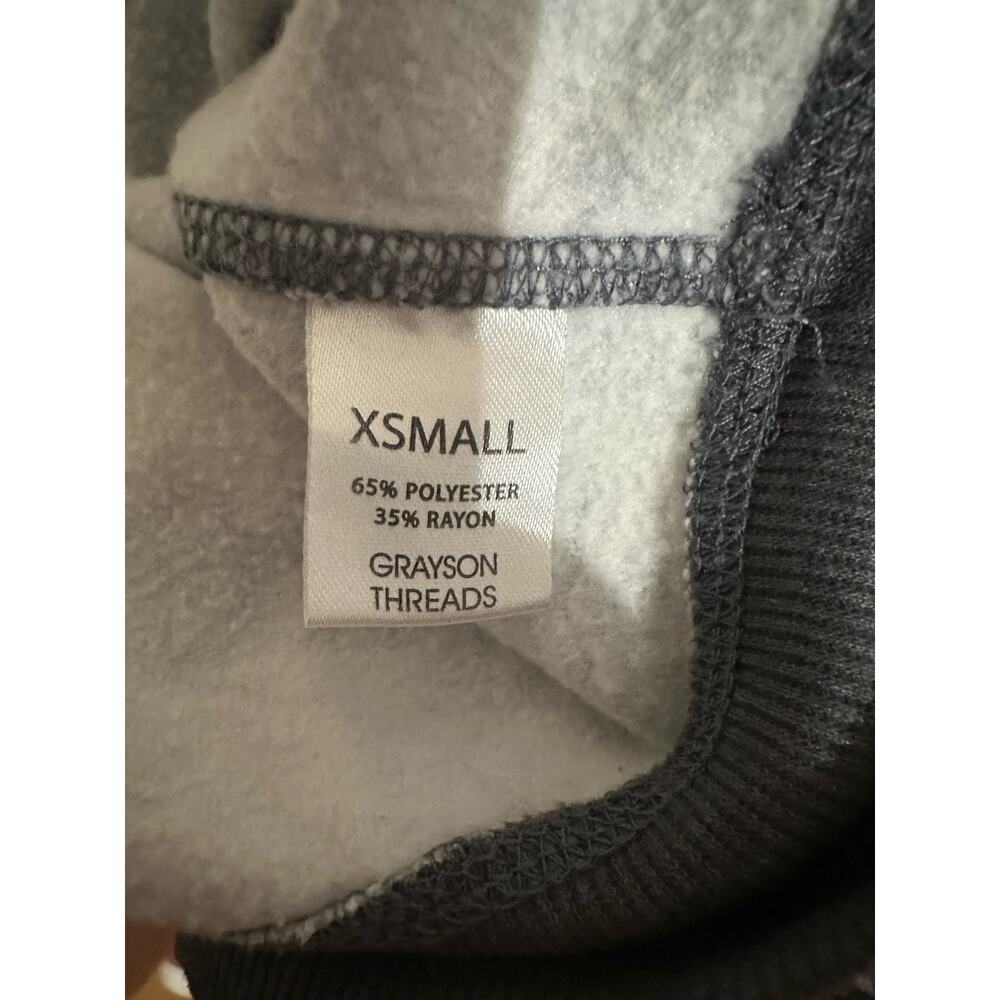 XSMALL
65% POLYESTER
35% RAYON
GRAYSON
THREADS